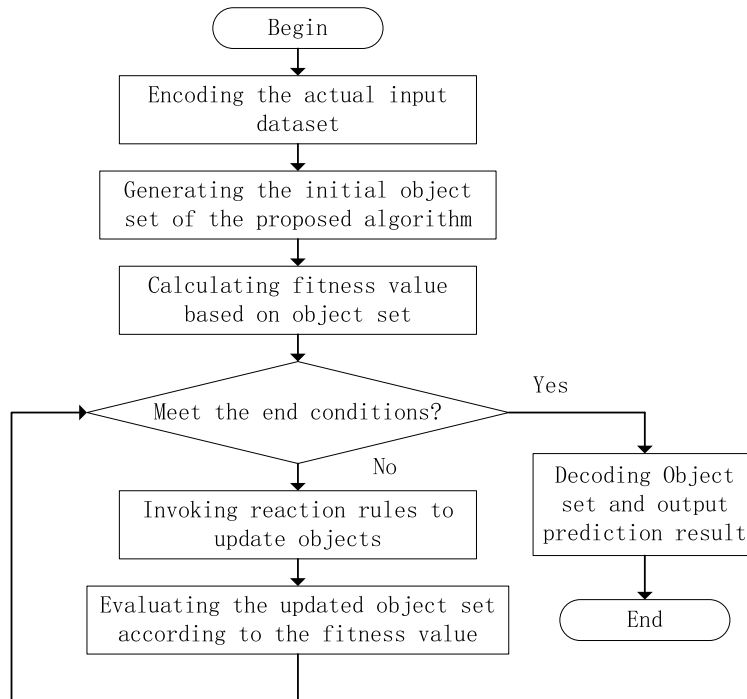 Begin
Encoding the actual input
dataset
Generating the initial object
set of the proposed algorithm
Calculating fitness value
based on object set
Meet the end conditions?
Yes
No
Decoding Object
set and output
prediction result
Invoking reaction rules to
update objects
Evaluating the updated object set
according to the fitness value
End